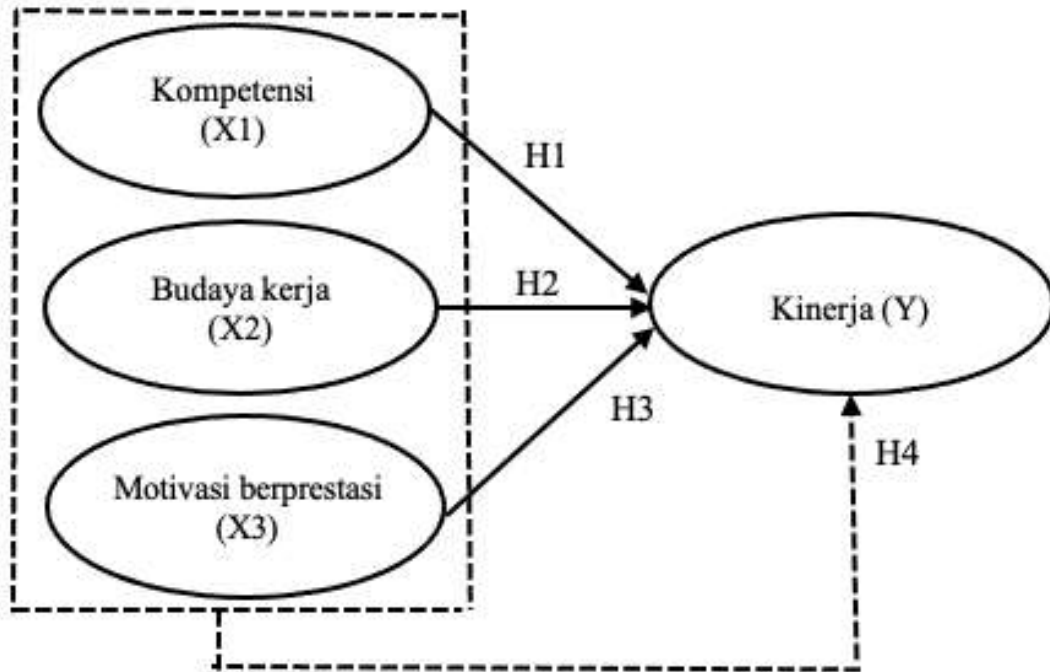 Kompetensi
(X1)
H1
Budaya kerja
(X2)
H2
Kinerja (Y)
H3
Motivasi berprestasi
(X3)
H4